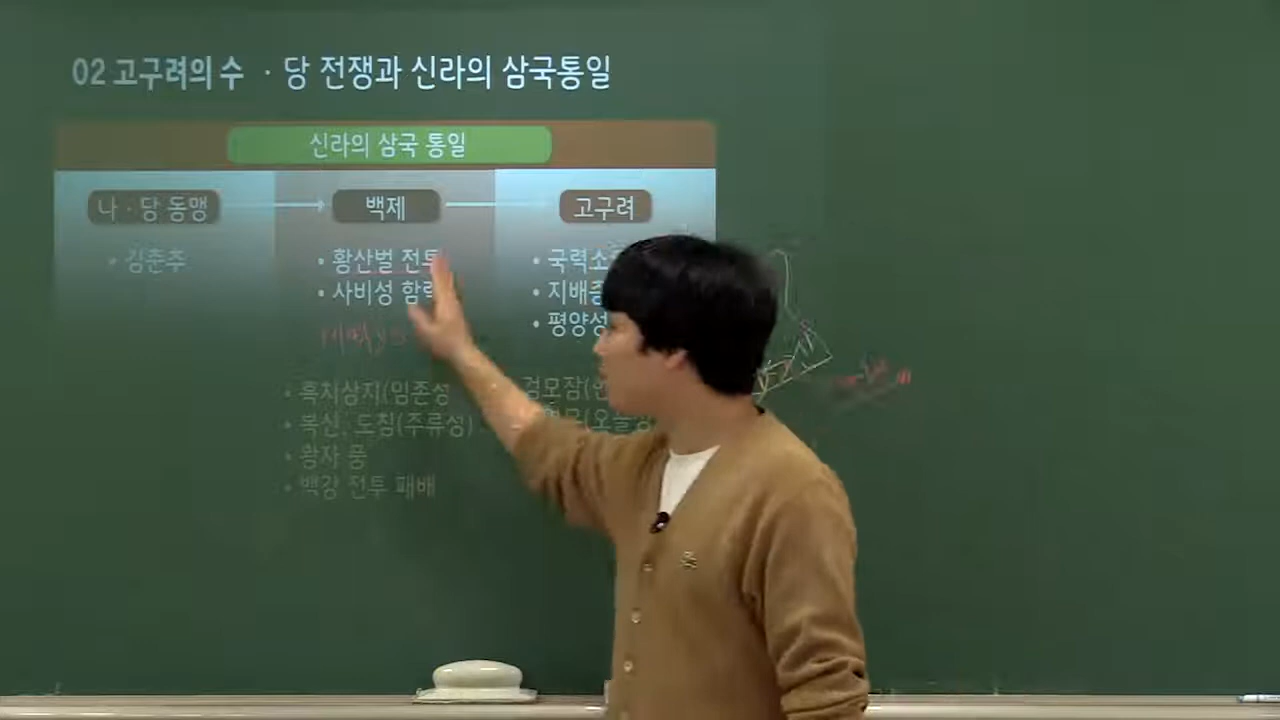 02 고구려의 수 · 당 전쟁과 신라의 삼국통일
신라의 삼국 통일
나 · 당 동맹
백제
고구려
• 김춘추
• 황산벌 전투
• 사비성 함락
• 국력소
• 지배층
• 평양성
• 흑치상지(임존성
• 복신, 도침(주류성)
• 왕자 풍
• 백강 전투 패배
검모잠